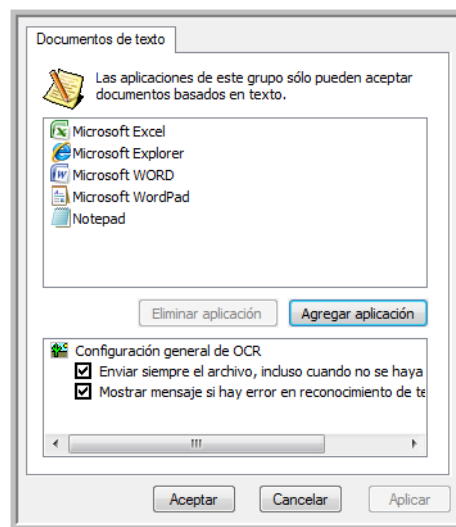 Documentos de texto
Las aplicaciones de este grupo sólo pueden aceptar
documentos basados en texto.
Microsoft Excel
Microsoft Explorer
Microsoft WORD
Microsoft WordPad
Notepad
Eliminar aplicación
Agregar aplicación
Configuración general de OCR
Enviar siempre el archivo, incluso cuando no se haya
Mostrar mensaje si hay error en reconocimiento de te
Aceptar
Cancelar
Aplicar